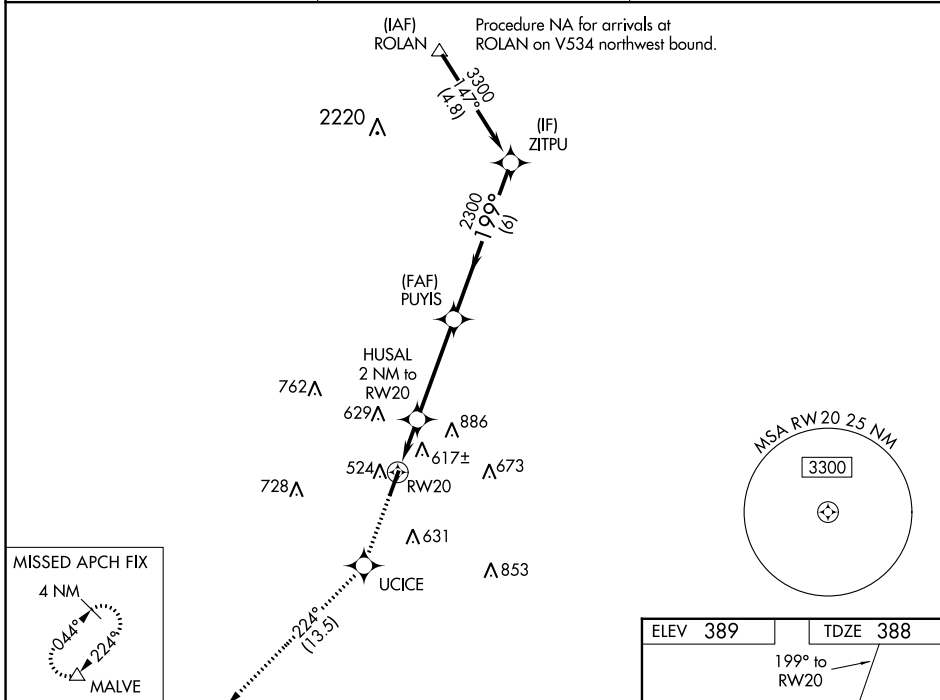 (IAF)
ROLAN
Procedure NA for arrivals at
ROLAN on V534 northwest bound.
3300
147°
(4.8)
2220
(IF)
ZITPU
2300
199°
(6)
(FAF)
PUYIS
HUSAL
2 NM to
RW20
762
629
886
617±
524
RW20
673
728
631
UCICE
853
224°
(13.5)
MSA RW20 25 NM
3300
MISSED APCH FIX
4 NM
044°
224°
MALVE
ELEV 389
TDZE 388
199° to
RW20